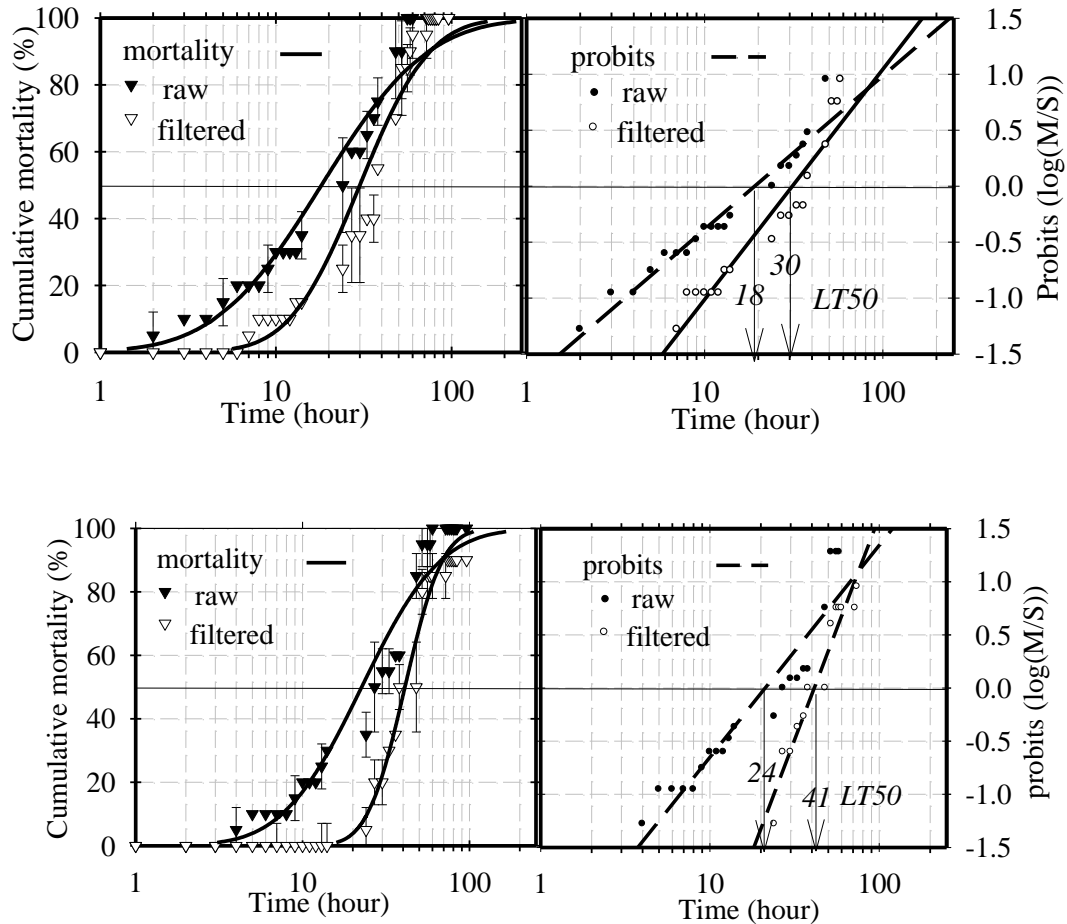 Cumulative mortality (%)
100
80
60
40
20
0
mortality
raw
filtered
1
10
100
Time (hour)
probits
raw
filtered
18
30
LT50
1
10
100
Time (hour)
1.5
1.0
0.5
0.0
-0.5
-1.0
-1.5
Probits (log(M/S))
Cumulative mortality (%)
100
80
60
40
20
0
mortality
raw
filtered
1
10
100
Time (hour)
probits
raw
filtered
24
41 LT50
1
10
100
Time (hour)
1.5
1.0
0.5
0.0
-0.5
-1.0
-1.5
probits (log(M/S))